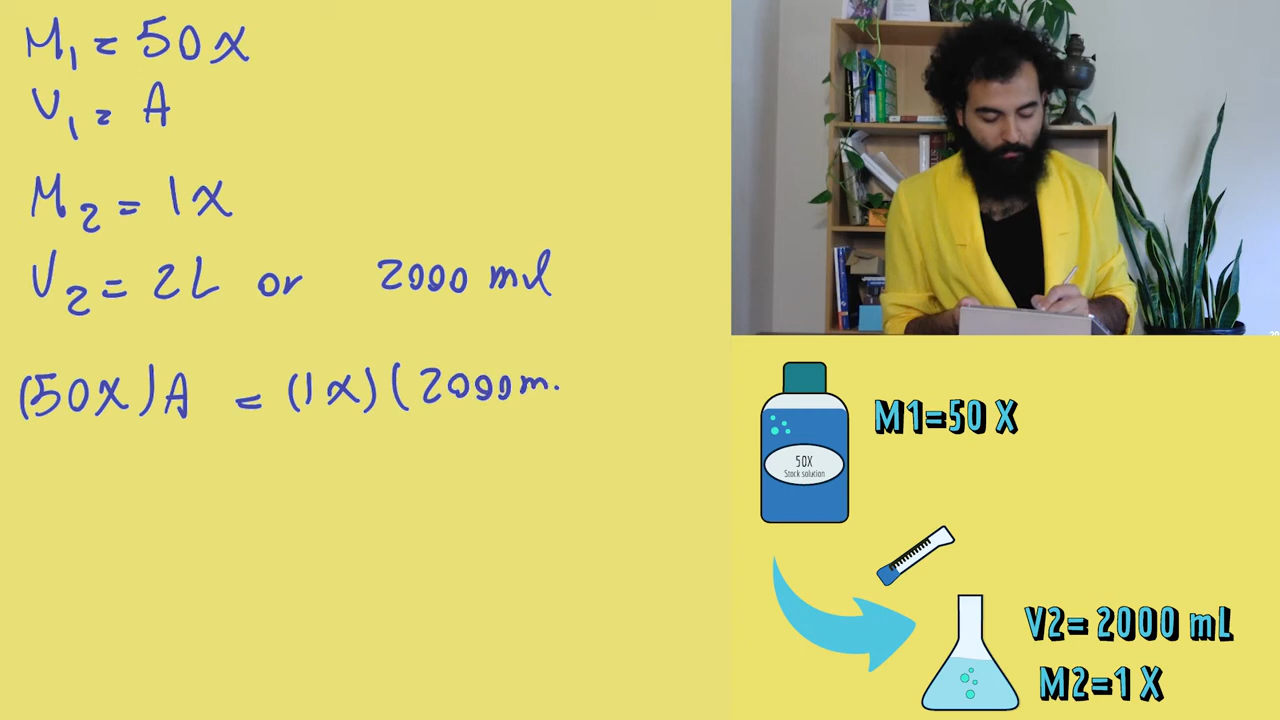 M1 = 50x
V1 = A
M2 = 1x
V2 = 2L or 2000 ml
(50x)A = (1x)(2000m.
M1=50 X
50X
Stock solution
V2= 2000 mL
M2=1 X